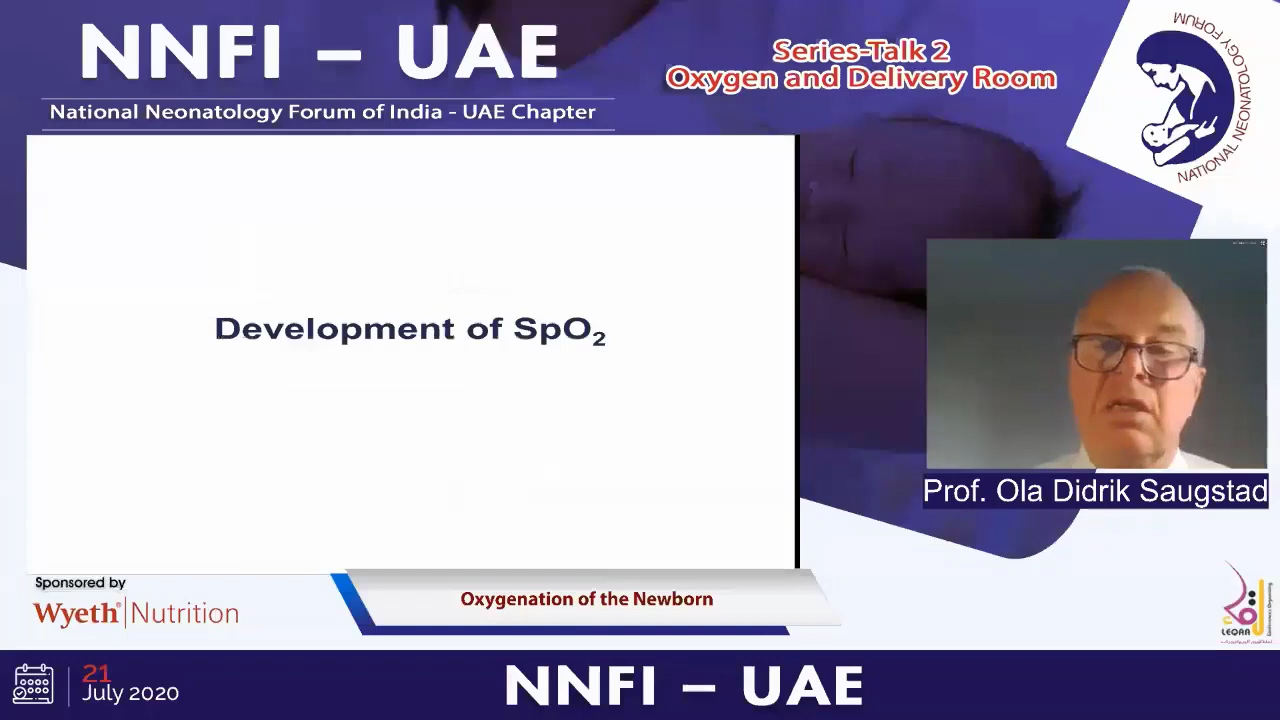 NNFI – UAE
National Neonatology Forum of India - UAE Chapter
Series-Talk 2
Oxygen and Delivery Room
NATIONAL NEONATOLOGY FORUM
Development of SpO₂
Prof. Ola Didrik Saugstad
Sponsored by
Wyeth® Nutrition
Oxygenation of the Newborn
LEQAA
21
July 2020
NNFI – UAE